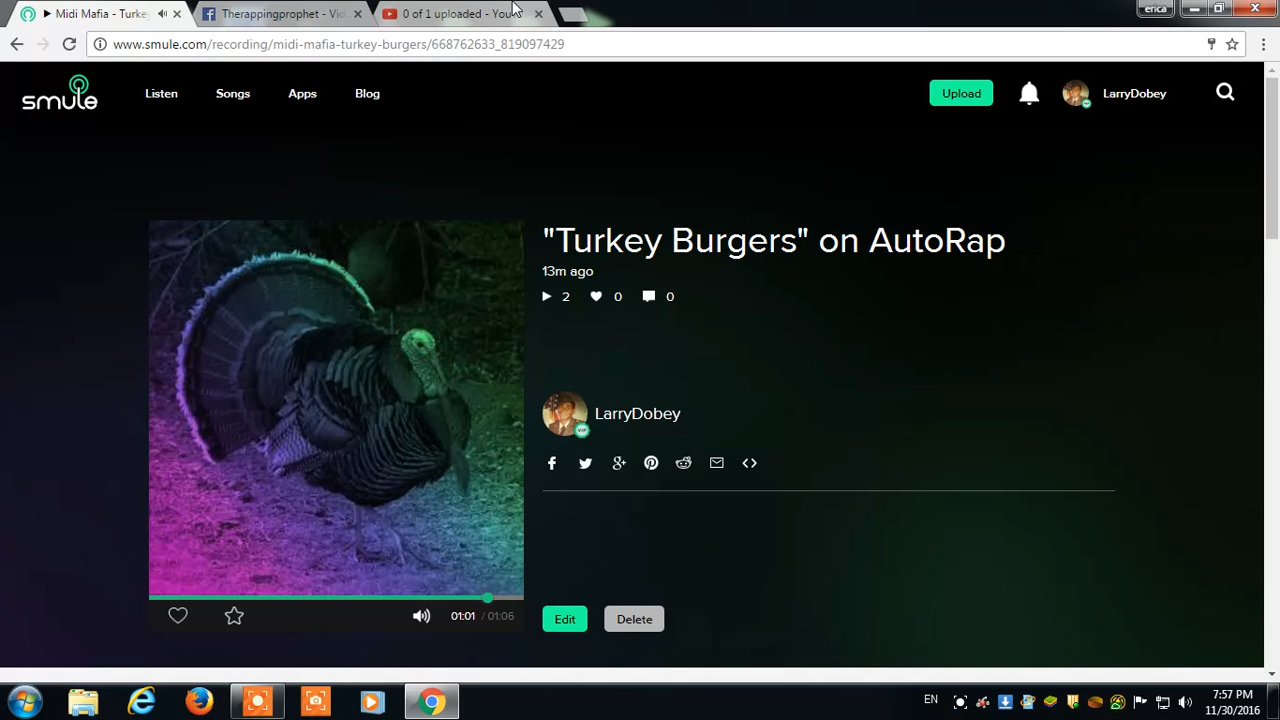 Midi Mafia - Turke
Therappingprophet - Vid
0 of 1 uploaded - You
erica
www.smule.com/recording/midi-mafia-turkey-burgers/668762633_819097429
smule
Listen
Songs
Apps
Blog
Upload
LarryDobey
"Turkey Burgers" on AutoRap
13m ago
2
0
0
LarryDobey
VIP
01:01 / 01:06
Edit
Delete
EN
7:57 PM
11/30/2016